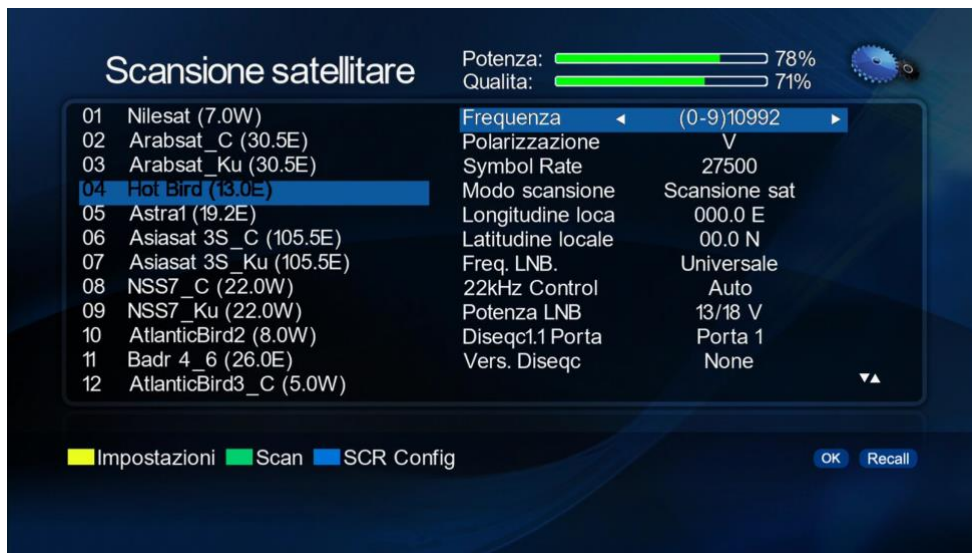 Scansione satellitare
Potenza: 78%
Qualita: 71%
01 Nilesat (7.0W)
02 Arabsat_C (30.5E)
03 Arabsat_Ku (30.5E)
04 Hot Bird (13.0E)
05 Astra1 (19.2E)
06 Asiasat 3S_C (105.5E)
07 Asiasat 3S_Ku (105.5E)
08 NSS7_C (22.0W)
09 NSS7_Ku (22.0W)
10 AtlanticBird2 (8.0W)
11 Badr 4_6 (26.0E)
12 AtlanticBird3_C (5.0W)
Frequenza ◄ (0-9)10992 ►
Polarizzazione V
Symbol Rate 27500
Modo scansione Scansione sat
Longitudine loca 000.0 E
Latitudine locale 00.0 N
Freq. LNB. Universale
22kHz Control Auto
Potenza LNB 13/18 V
Diseqc1.1 Porta Porta 1
Vers. Diseqc None
▼▲
Impostazioni Scan SCR Config OK Recall